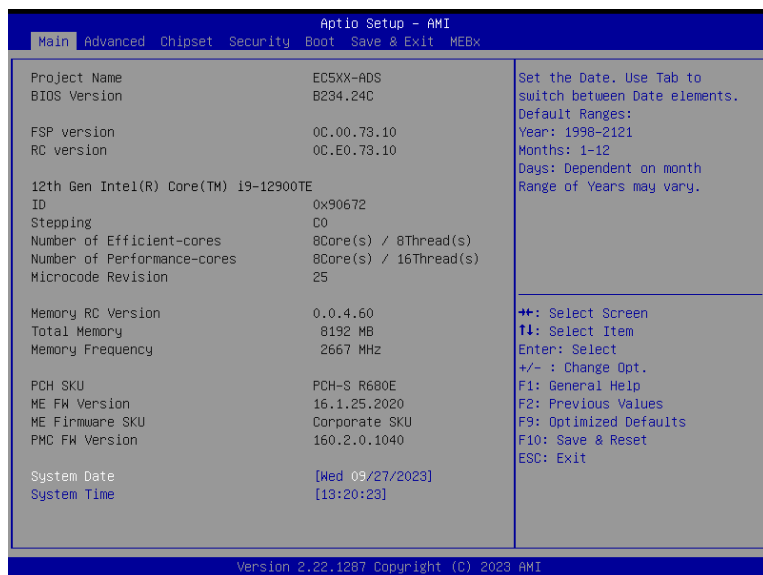 Aptio Setup – AMI
Main Advanced Chipset Security Boot Save & Exit MEBx
Project Name EC5XX-ADS
BIOS Version B234.24C
FSP version 0C.00.73.10
RC version 0C.E0.73.10
12th Gen Intel(R) Core(TM) i9-12900TE
ID 0x90672
Stepping C0
Number of Efficient-cores 8Core(s) / 8Thread(s)
Number of Performance-cores 8Core(s) / 16Thread(s)
Microcode Revision 25
Memory RC Version 0.0.4.60
Total Memory 8192 MB
Memory Frequency 2667 MHz
PCH SKU PCH-S R680E
ME FW Version 16.1.25.2020
ME Firmware SKU Corporate SKU
PMC FW Version 160.2.0.1040
System Date [Wed 09/27/2023]
System Time [13:20:23]
Set the Date. Use Tab to
switch between Date elements.
Default Ranges:
Year: 1998-2121
Months: 1-12
Days: Dependent on month
Range of Years may vary.
→←: Select Screen
↑↓: Select Item
Enter: Select
+/- : Change Opt.
F1: General Help
F2: Previous Values
F9: Optimized Defaults
F10: Save & Reset
ESC: Exit
Version 2.22.1287 Copyright (C) 2023 AMI